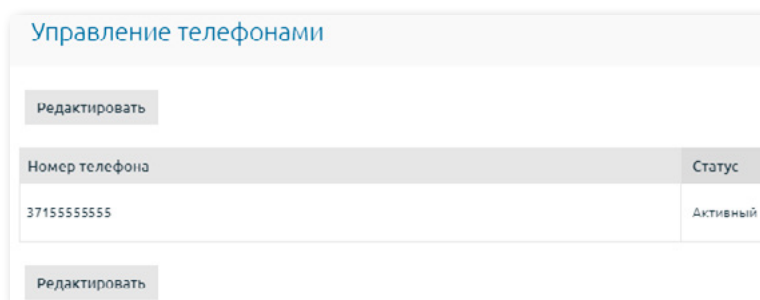 Управление телефонами
Редактировать
Номер телефона Статус
37155555555 Активный
Редактировать